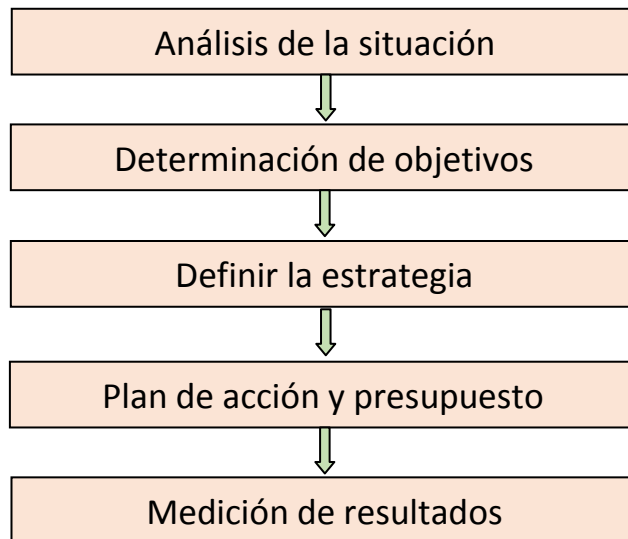 Análisis de la situación
Determinación de objetivos
Definir la estrategia
Plan de acción y presupuesto
Medición de resultados